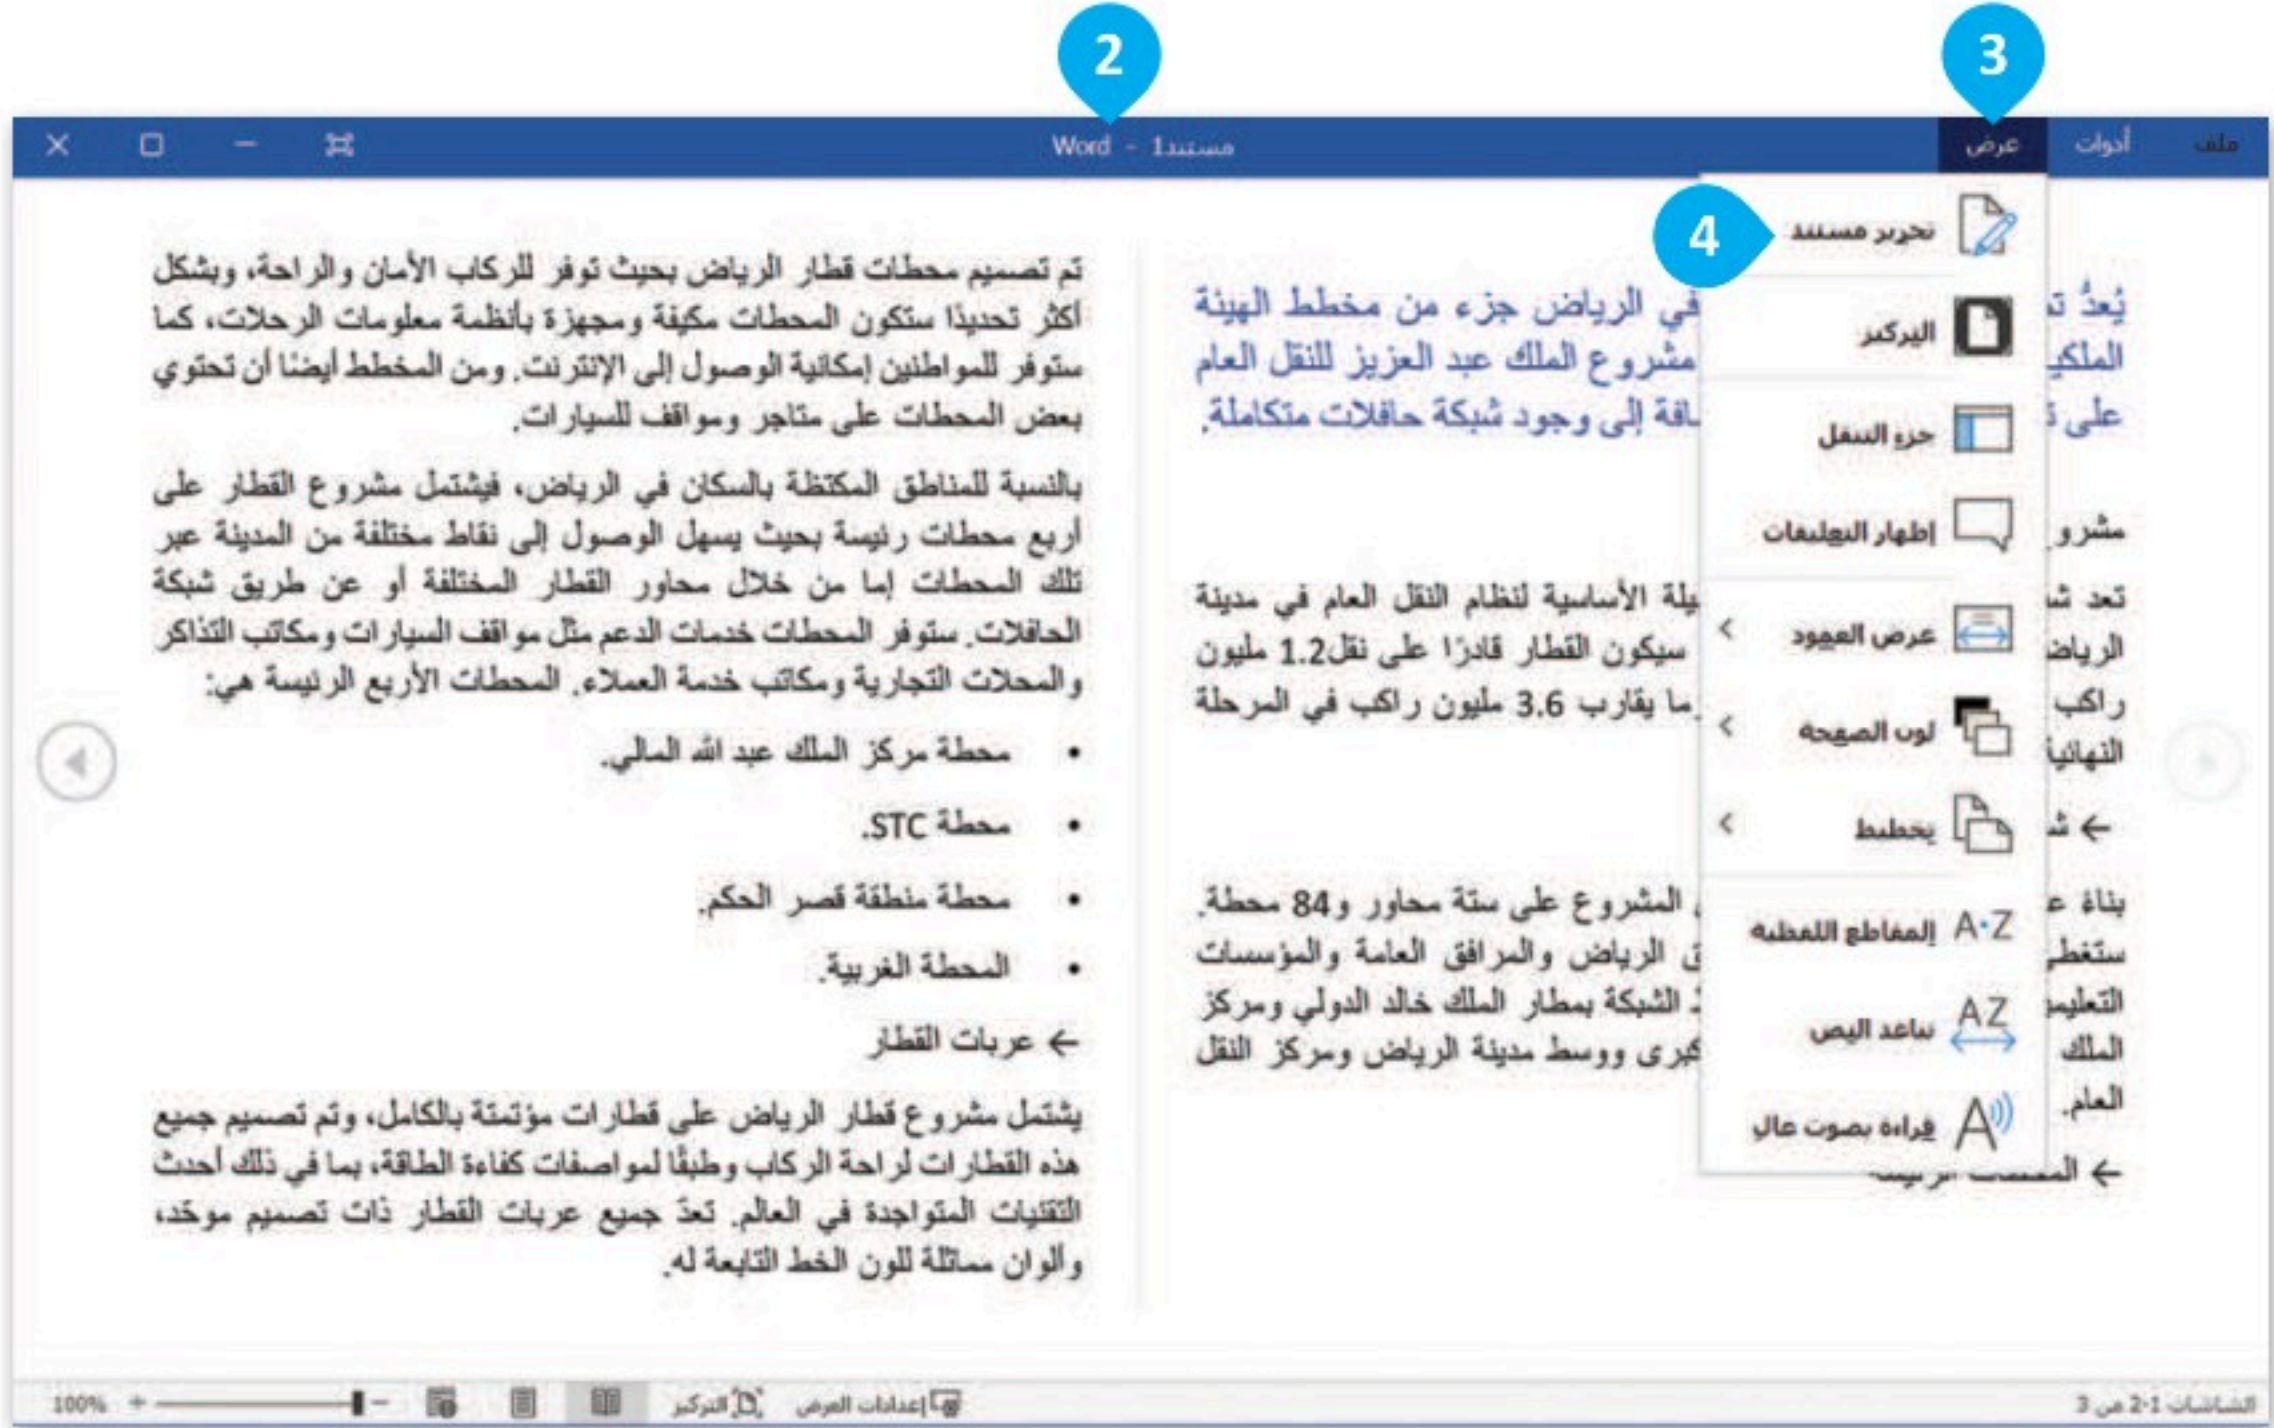 2
3
ملف أدوات عرض
مستند1 - Word
4
تحرير مستند
التركيز
جزء التنقل
إظهار التعليقات
عرض العمود
لون الصفحة
تخطيط
المقاطع اللفظية
تباعد النص
قراءة بصوت عالٍ
يُعدُّ
في الرياض جزء من مخطط الهيئة
مشروع الملك عبد العزيز للنقل العام
على
إلى وجود شبكة حافلات متكاملة.
تعد
الأساسية لنظام النقل العام في مدينة
الرياض
سيكون القطار قادرًا على نقل1.2 مليون
راكب
ما يقارب 3.6 مليون راكب في المرحلة
←
بناءً
المشروع على ستة محاور و84 محطة.
الرياض والمرافق العامة والمؤسسات
الشبكة بمطار الملك خالد الدولي ومركز
الملك
كبرى ووسط مدينة الرياض ومركز النقل
العام.
←
تم تصميم محطات قطار الرياض بحيث توفر للركاب الأمان والراحة، وبشكل
أكثر تحديدًا ستكون المحطات مكيفة ومجهزة بأنظمة معلومات الرحلات، كما
ستوفر للمواطنين إمكانية الوصول إلى الإنترنت. ومن المخطط أيضًا أن تحتوي
بعض المحطات على متاجر ومواقف للسيارات.
بالنسبة للمناطق المكتظة بالسكان في الرياض، فيشتمل مشروع القطار على
أربع محطات رئيسة بحيث يسهل الوصول إلى نقاط مختلفة من المدينة عبر
تلك المحطات إما من خلال محاور القطار المختلفة أو عن طريق شبكة
الحافلات. ستوفر المحطات خدمات الدعم مثل مواقف السيارات ومكاتب التذاكر
والمحلات التجارية ومكاتب خدمة العملاء. المحطات الأربع الرئيسة هي:
• محطة مركز الملك عبد الله المالي.
• محطة STC.
• محطة منطقة قصر الحكم.
• المحطة الغربية.
← عربات القطار
يشتمل مشروع قطار الرياض على قطارات مؤتمتة بالكامل، وتم تصميم جميع
هذه القطارات لراحة الركاب وطبقًا لمواصفات كفاءة الطاقة، بما في ذلك أحدث
التقنيات المتواجدة في العالم. تعدّ جميع عربات القطار ذات تصميم موحّد،
وألوان مماثلة للون الخط التابعة له.
الشاشات 1-2 من 3
إعدادات العرض التركيز 100%